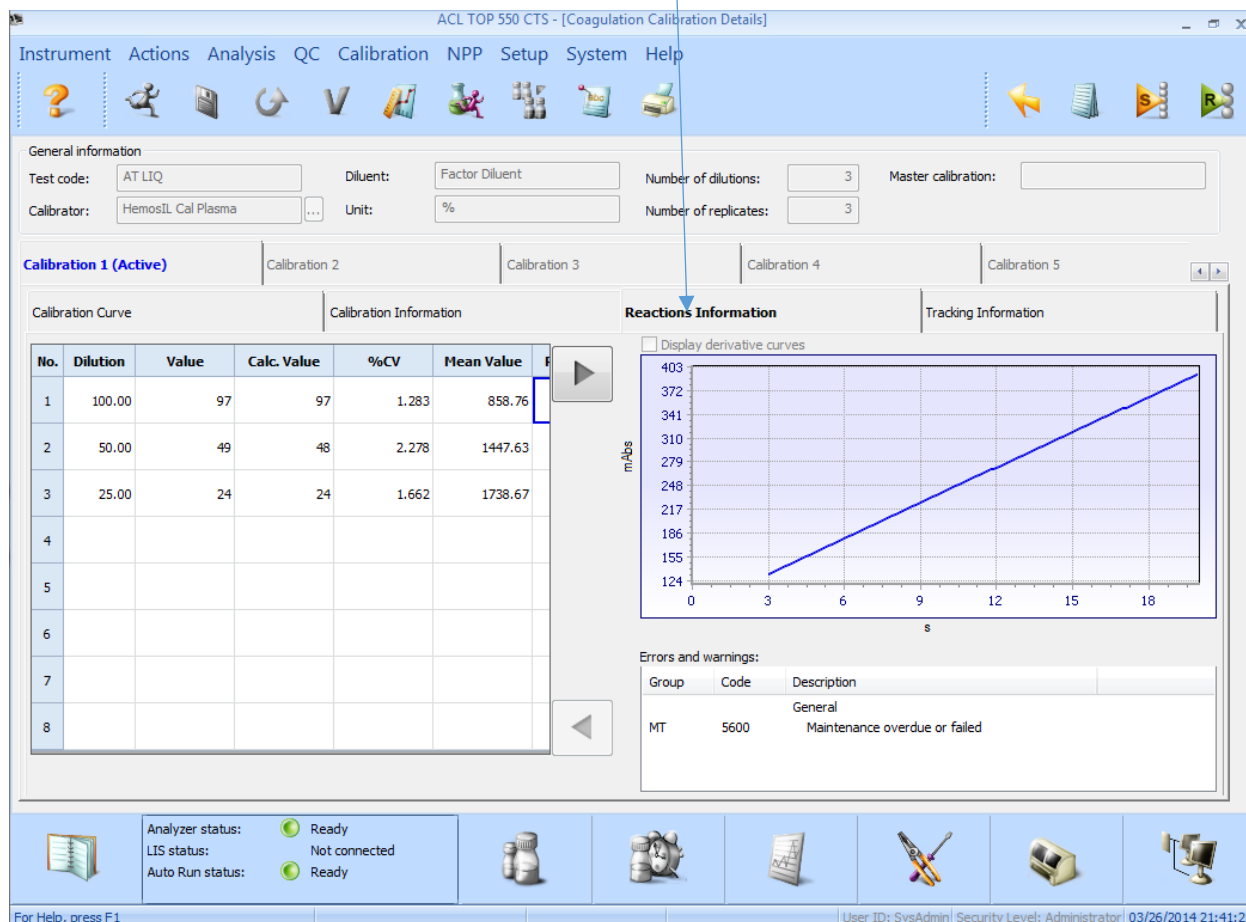 ACL TOP 550 CTS - [Coagulation Calibration Details]
Instrument Actions Analysis QC Calibration NPP Setup System Help
?
V
abc
S
R
General information
Test code: AT LIQ Diluent: Factor Diluent Number of dilutions: 3 Master calibration:
Calibrator: HemosIL Cal Plasma ... Unit: % Number of replicates: 3
Calibration 1 (Active) Calibration 2 Calibration 3 Calibration 4 Calibration 5
Calibration Curve Calibration Information Reactions Information Tracking Information
No. Dilution Value Calc. Value %CV Mean Value
1 100.00 97 97 1.283 858.76
2 50.00 49 48 2.278 1447.63
3 25.00 24 24 1.662 1738.67
4
5
6
7
8
Display derivative curves
403
372
341
310
279
248
217
186
155
124
mAbs
0 3 6 9 12 15 18
s
Errors and warnings:
Group Code Description
General
MT 5600 Maintenance overdue or failed
Analyzer status: Ready
LIS status: Not connected
Auto Run status: Ready
For Help, press F1
User ID: SysAdmin Security Level: Administrator 03/26/2014 21:41:2